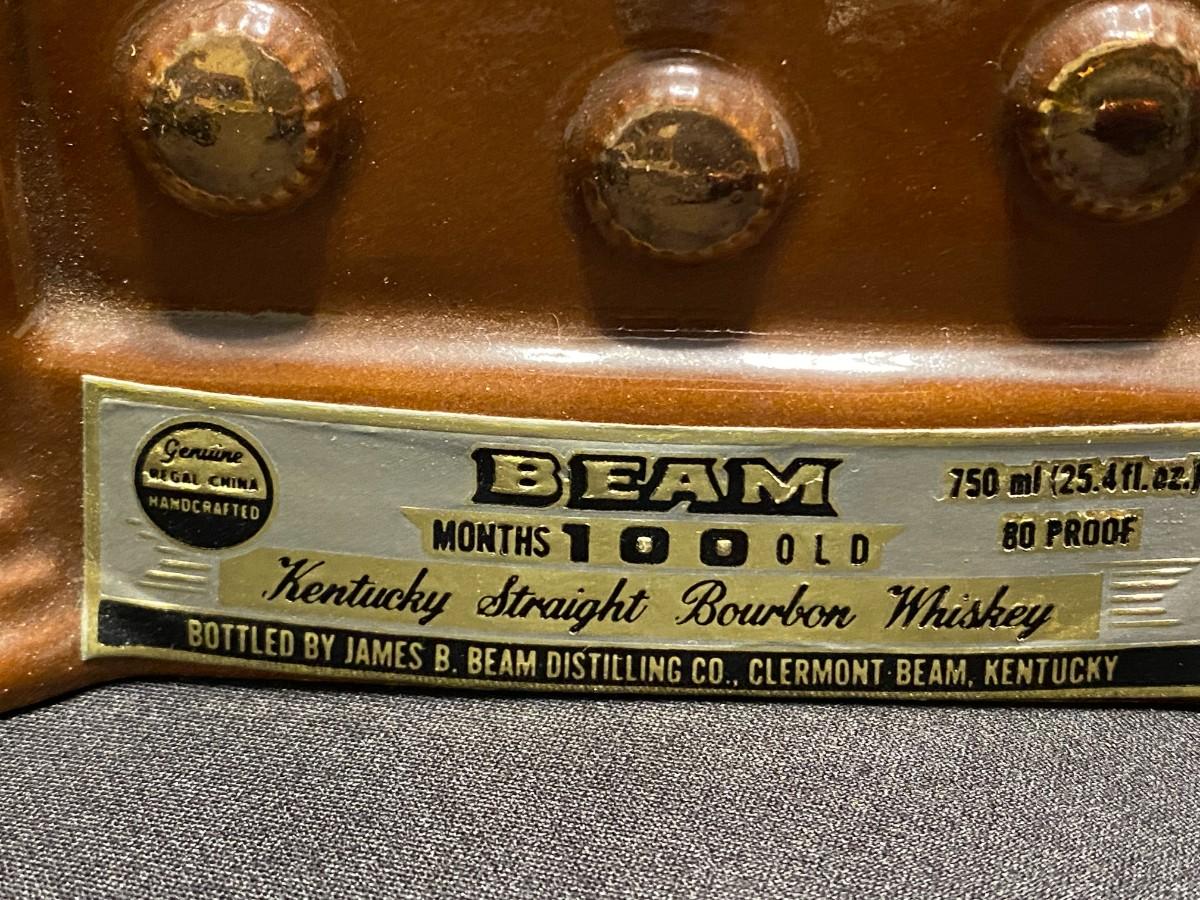 Genuine
REGAL CHINA
HANDCRAFTED
BEAM
MONTHS 100 OLD
750 ml (25.4 fl. oz.)
80 PROOF
Kentucky Straight Bourbon Whiskey
BOTTLED BY JAMES B. BEAM DISTILLING CO., CLERMONT·BEAM, KENTUCKY